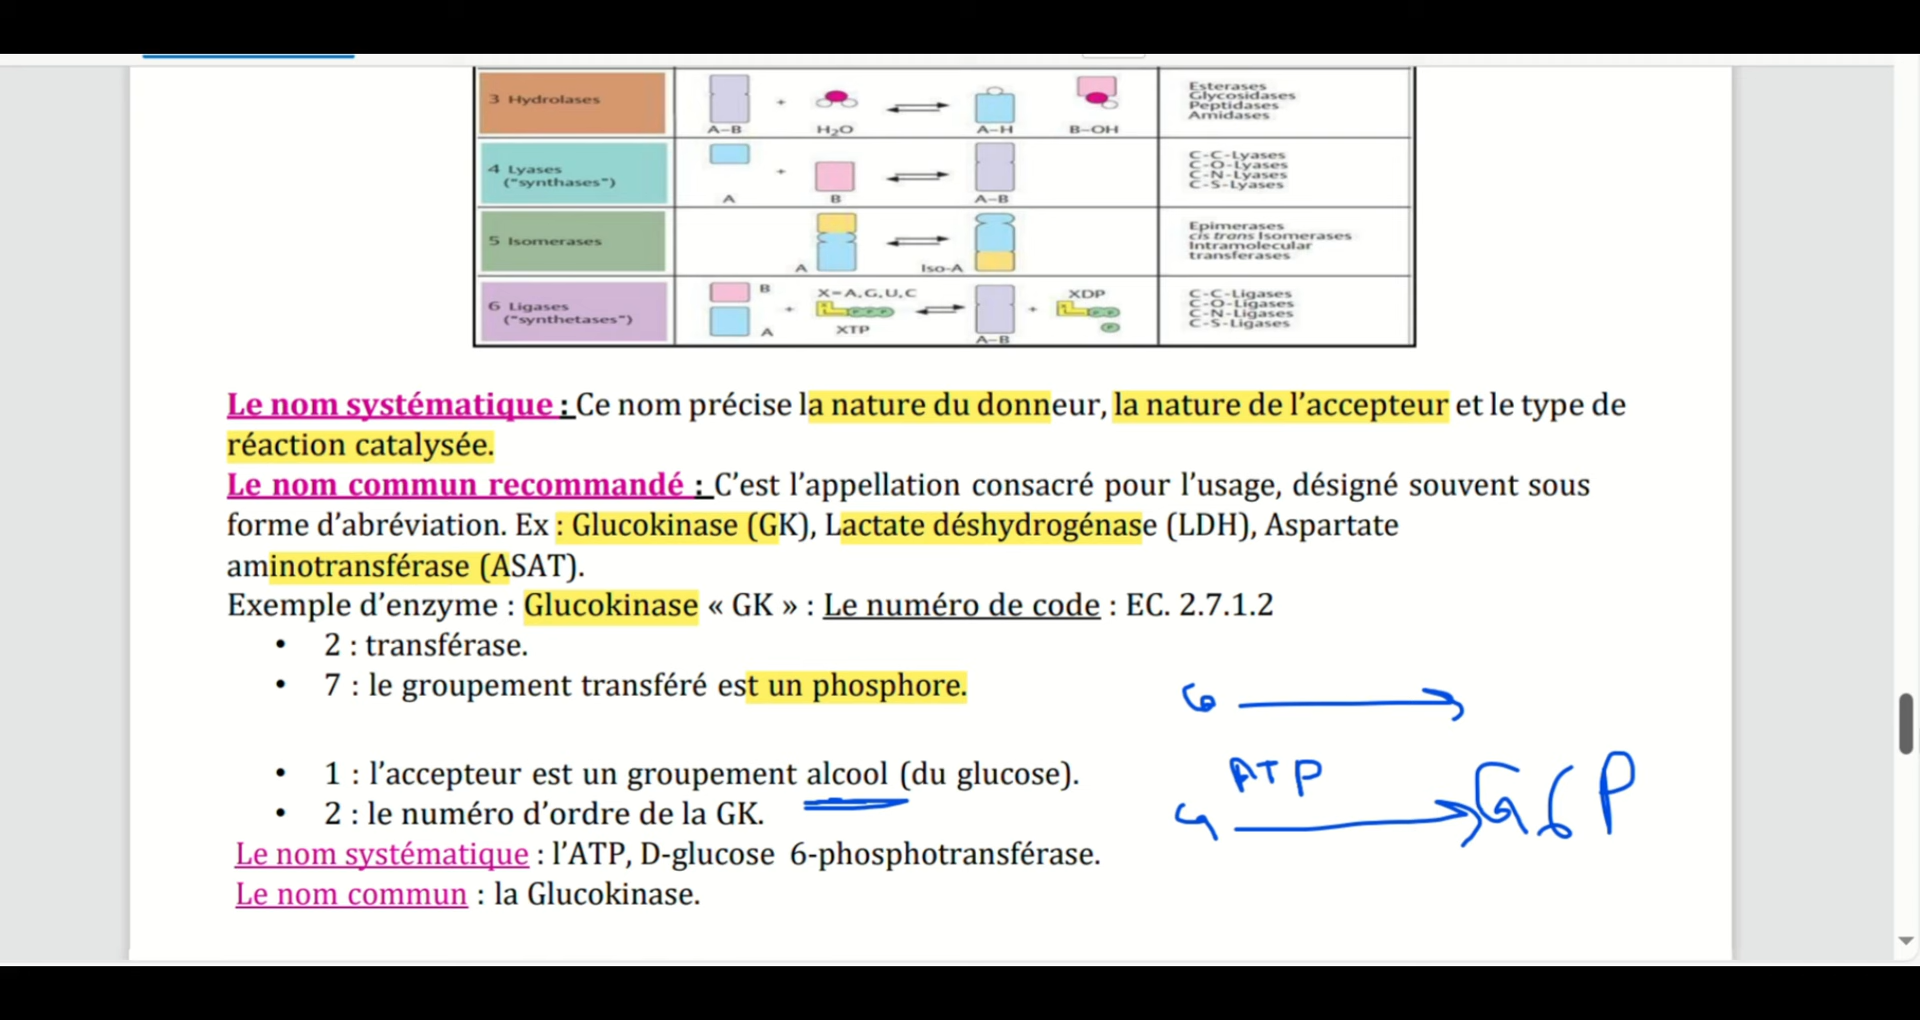 3 Hydrolases
A–B + H₂O A–H B–OH
Esterases
Glycosidases
Peptidases
Amidases
4 Lyases
("synthases")
A + B A–B
C-C-Lyases
C-O-Lyases
C-N-Lyases
C-S-Lyases
5 Isomerases
A Iso-A
Epimerases
cis trans Isomerases
Intramolecular
transferases
6 Ligases
("synthetases")
B
A
+ X=A,G,U,C
XTP
A–B
+ XDP
P
C-C-Ligases
C-O-Ligases
C-N-Ligases
C-S-Ligases
Le nom systématique : Ce nom précise la nature du donneur, la nature de l’accepteur et le type de
réaction catalysée.
Le nom commun recommandé : C’est l’appellation consacré pour l’usage, désigné souvent sous
forme d’abréviation. Ex : Glucokinase (GK), Lactate déshydrogénase (LDH), Aspartate
aminotransférase (ASAT).
Exemple d’enzyme : Glucokinase « GK » : Le numéro de code : EC. 2.7.1.2
• 2 : transférase.
• 7 : le groupement transféré est un phosphore.
G
• 1 : l’accepteur est un groupement alcool (du glucose).
• 2 : le numéro d’ordre de la GK.
ATP
G G6P
Le nom systématique : l’ATP, D-glucose 6-phosphotransférase.
Le nom commun : la Glucokinase.